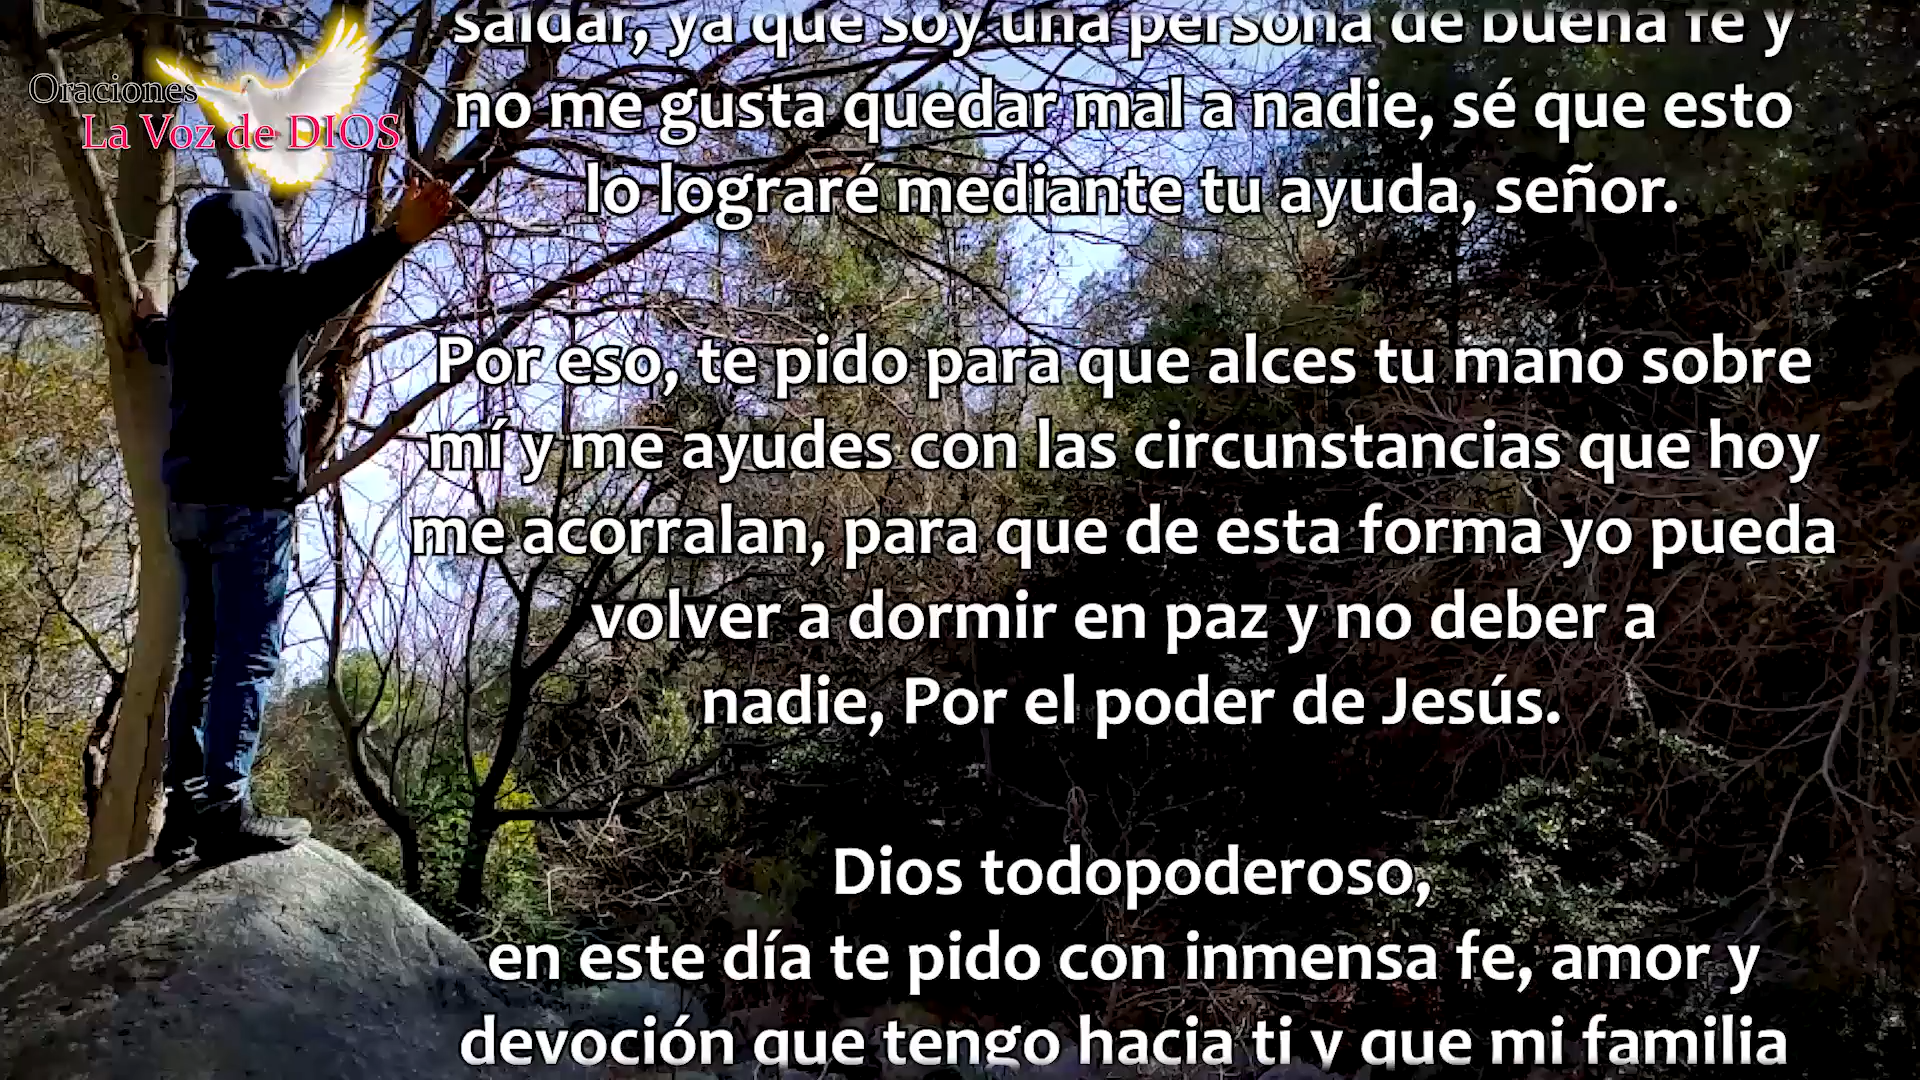 Oraciones
La Voz de DIOS
saldar, ya que soy una persona de buena fe y
no me gusta quedar mal a nadie, sé que esto
lo lograré mediante tu ayuda, señor.
Por eso, te pido para que alces tu mano sobre
mí y me ayudes con las circunstancias que hoy
me acorralan, para que de esta forma yo pueda
volver a dormir en paz y no deber a
nadie, Por el poder de Jesús.
Dios todopoderoso,
en este día te pido con inmensa fe, amor y
devoción que tengo hacia ti y que mi familia